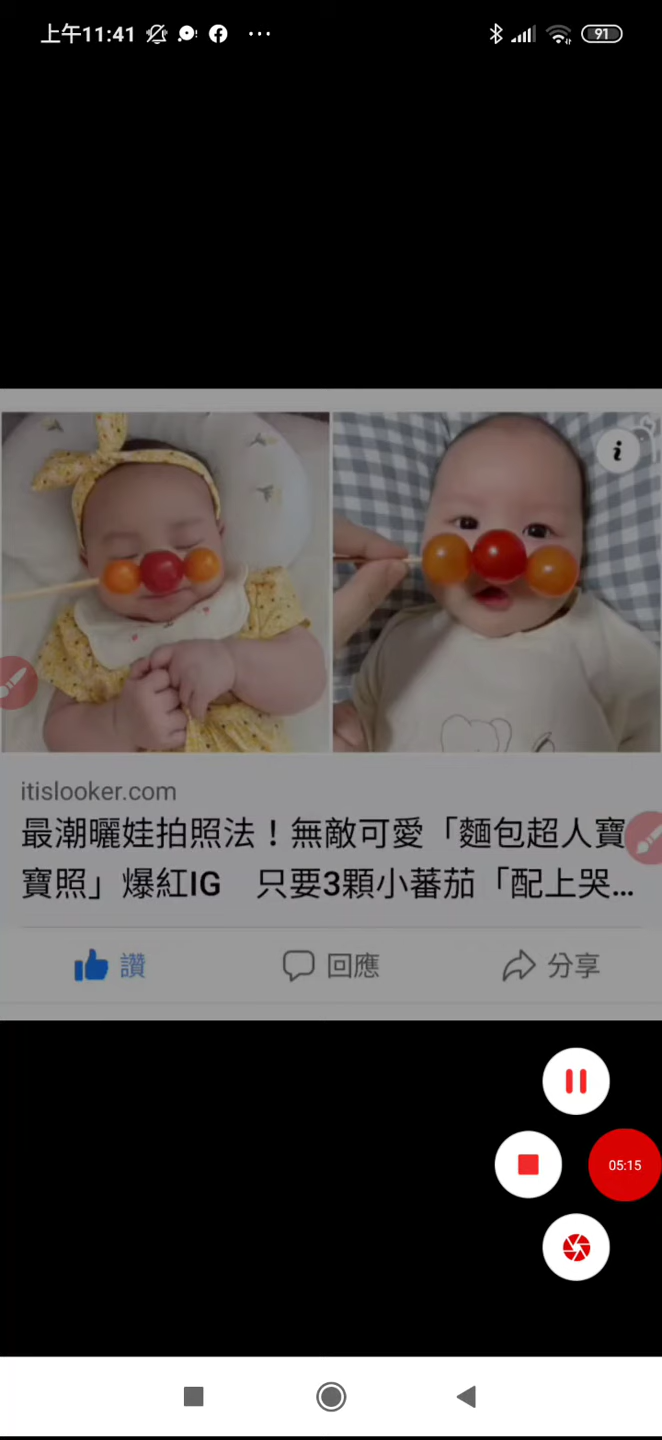 上午11:41
91
i
itislooker.com
最潮曬娃拍照法！無敵可愛「麵包超人寶
寶照」爆紅IG 只要3顆小蕃茄「配上哭...
讚 回應 分享
05:15